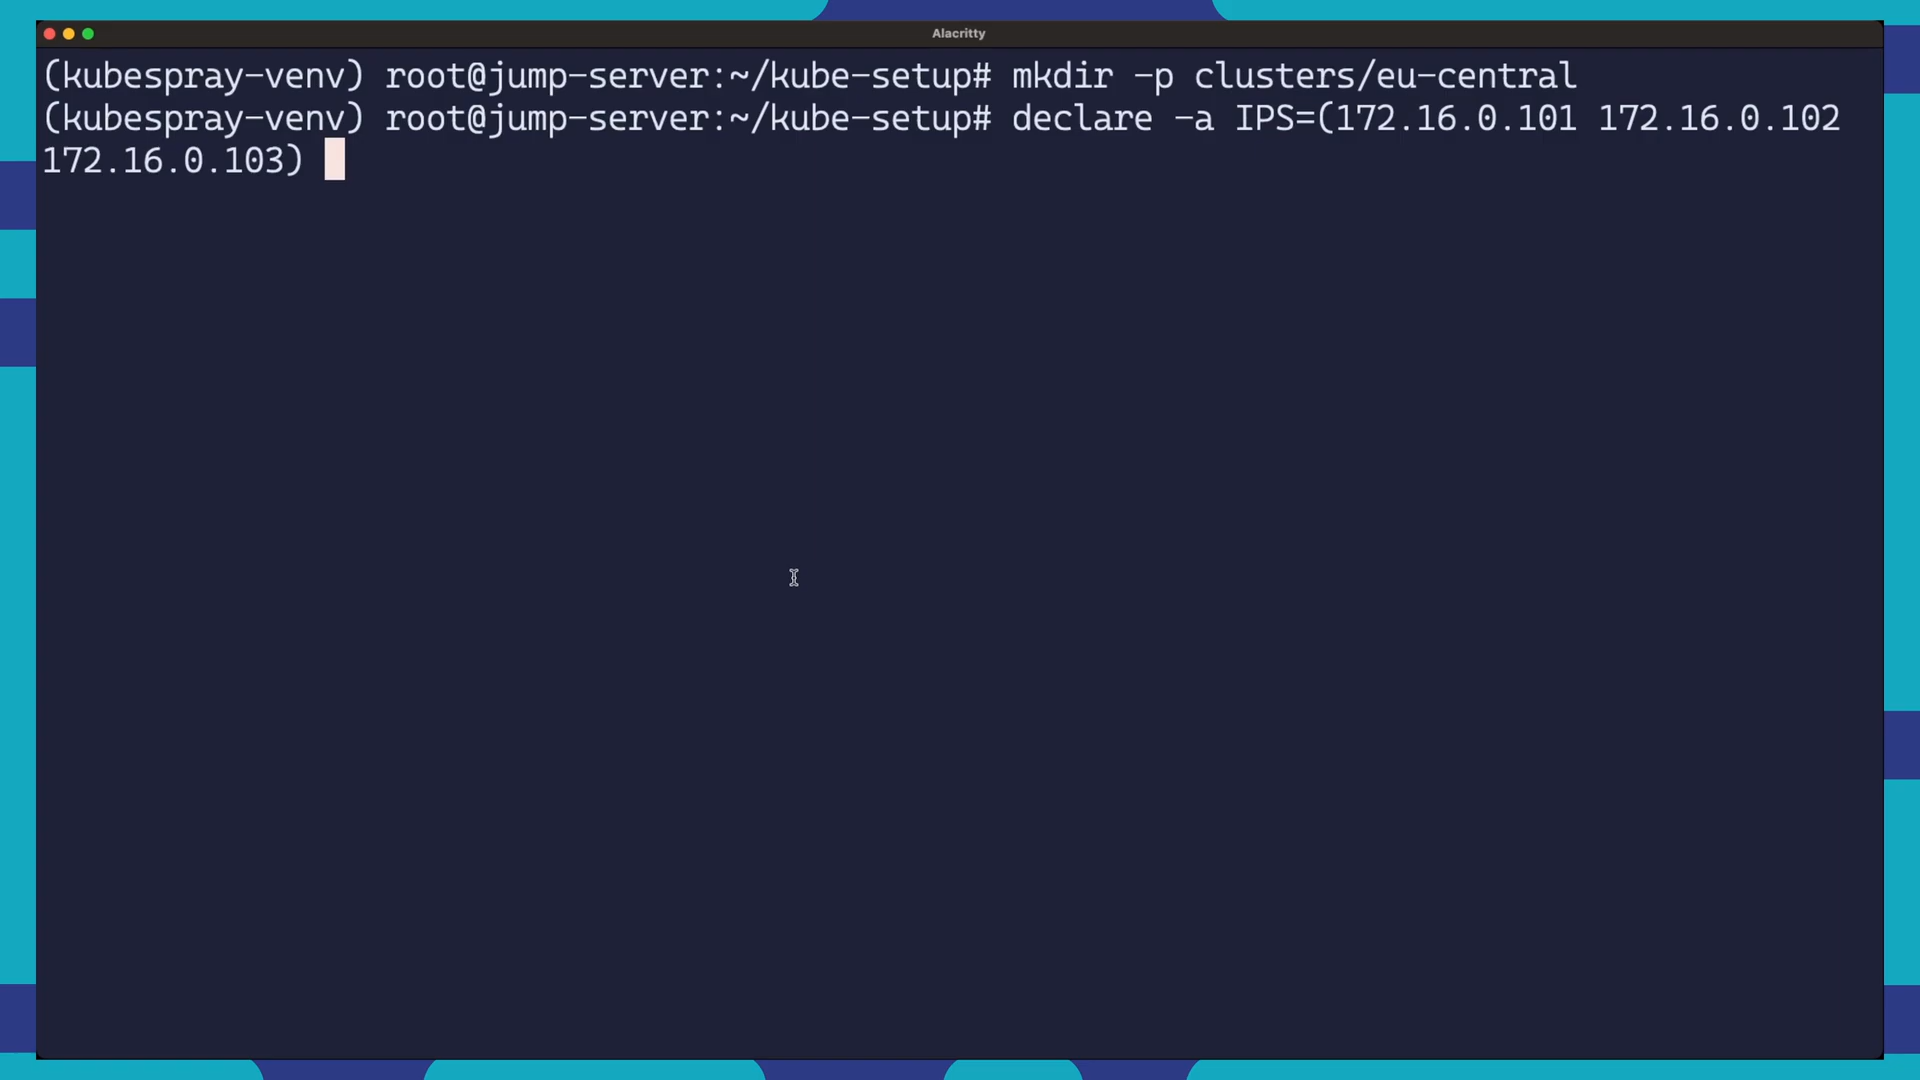 Alacritty
(kubespray-venv) root@jump-server:~/kube-setup# mkdir -p clusters/eu-central
(kubespray-venv) root@jump-server:~/kube-setup# declare -a IPS=(172.16.0.101 172.16.0.102
172.16.0.103)